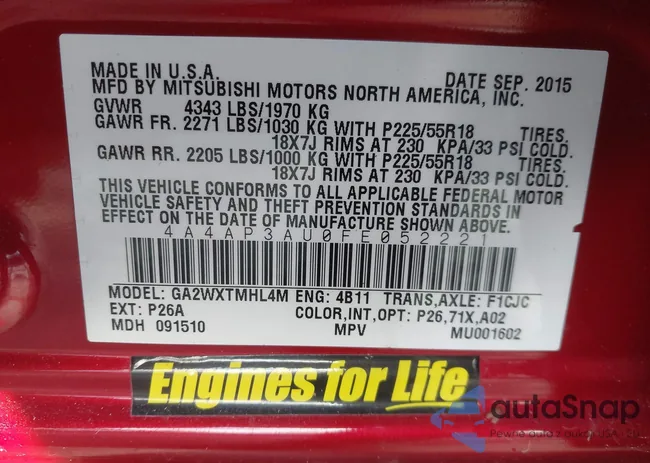 MADE IN U.S.A. DATE SEP. 2015
MFD BY MITSUBISHI MOTORS NORTH AMERICA, INC.
GVWR 4343 LBS/1970 KG
GAWR FR. 2271 LBS/1030 KG WITH P225/55R18 TIRES,
18X7J RIMS AT 230 KPA/33 PSI COLD.
GAWR RR. 2205 LBS/1000 KG WITH P225/55R18 TIRES,
18X7J RIMS AT 230 KPA/33 PSI COLD.
THIS VEHICLE CONFORMS TO ALL APPLICABLE FEDERAL MOTOR
VEHICLE SAFETY AND THEFT PREVENTION STANDARDS IN
EFFECT ON THE DATE OF MANUFACTURE SHOWN ABOVE.
4A4AP3AU0FE052221
MODEL: GA2WXTMHL4M ENG: 4B11 TRANS,AXLE: F1CJC
EXT: P26A COLOR,INT,OPT: P26,71X,A02
MDH 091510 MPV MU001602
Engines for Life
autaSnap
Pewne auta z aukcji USA